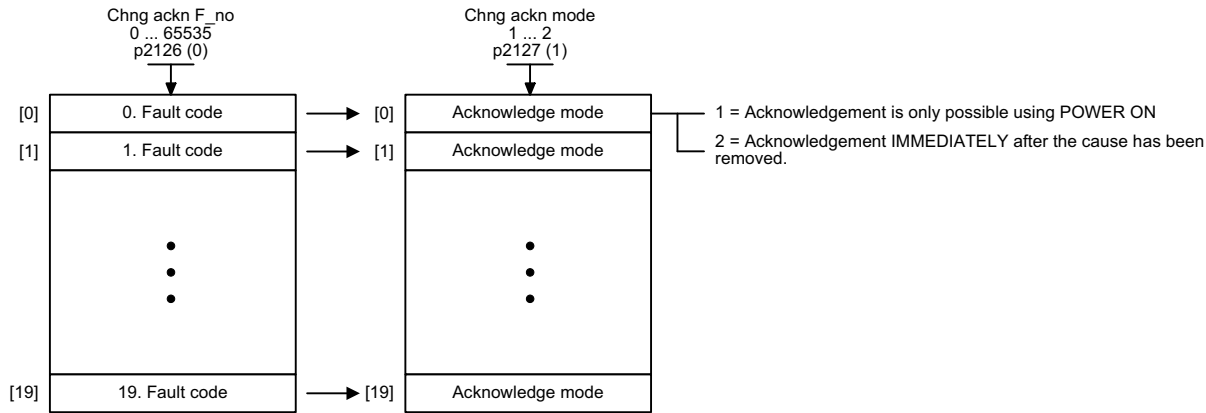 Chng ackn F_no
0 ... 65535
p2126 (0)
Chng ackn mode
1 ... 2
p2127 (1)
[0] 0. Fault code [0] Acknowledge mode 1 = Acknowledgement is only possible using POWER ON
[1] 1. Fault code [1] Acknowledge mode 2 = Acknowledgement IMMEDIATELY after the cause has been
removed.
[19] 19. Fault code [19] Acknowledge mode